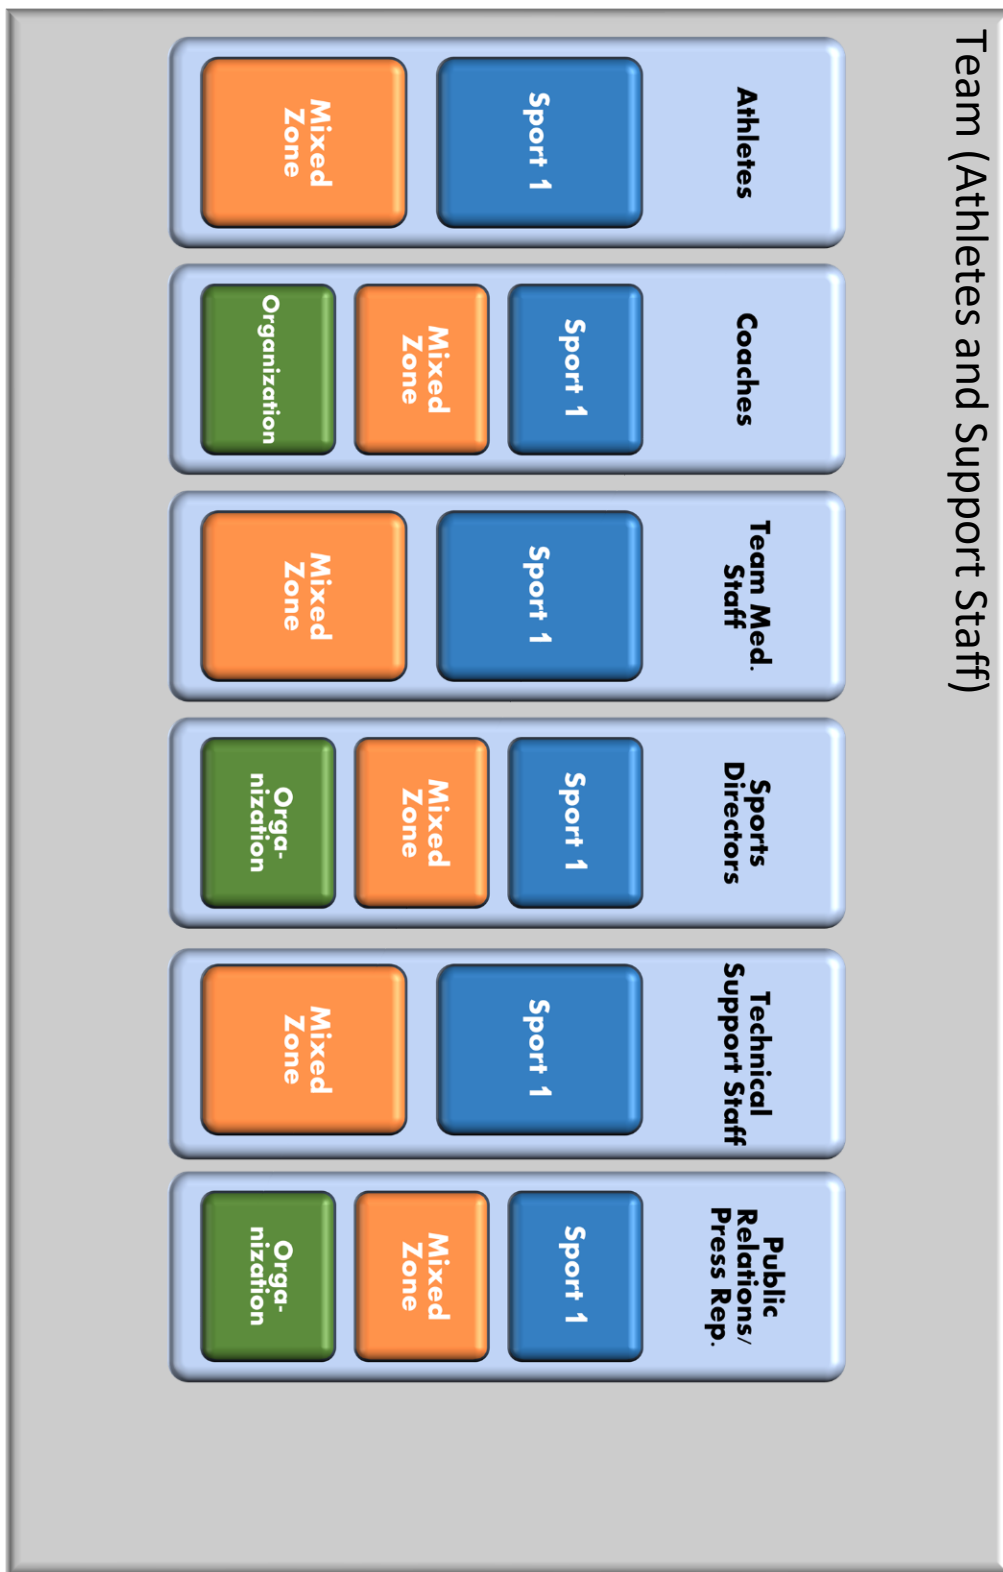 Team (Athletes and Support Staff)
Athletes
Sport 1
Mixed
Zone
Coaches
Sport 1
Mixed
Zone
Organization
Team Med.
Staff
Sport 1
Mixed
Zone
Sports
Directors
Sport 1
Mixed
Zone
Orga-
nization
Technical
Support Staff
Sport 1
Mixed
Zone
Public
Relations/
Press Rep.
Sport 1
Mixed
Zone
Orga-
nization